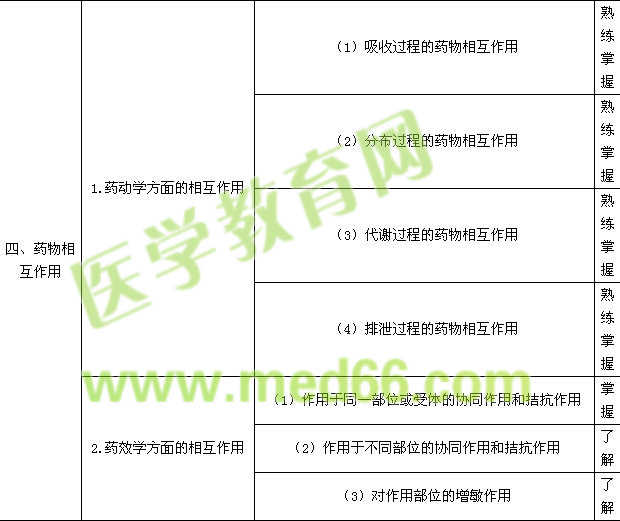 四、药物相
互作用
1.药动学方面的相互作用
（1）吸收过程的药物相互作用
熟
练
掌
握
（2）分布过程的药物相互作用
熟
练
掌
握
（3）代谢过程的药物相互作用
熟
练
掌
握
（4）排泄过程的药物相互作用
熟
练
掌
握
2.药效学方面的相互作用
（1）作用于同一部位或受体的协同作用和拮抗作用
掌
握
（2）作用于不同部位的协同作用和拮抗作用
了
解
（3）对作用部位的增敏作用
了
解
医学教育网
www.med66.com